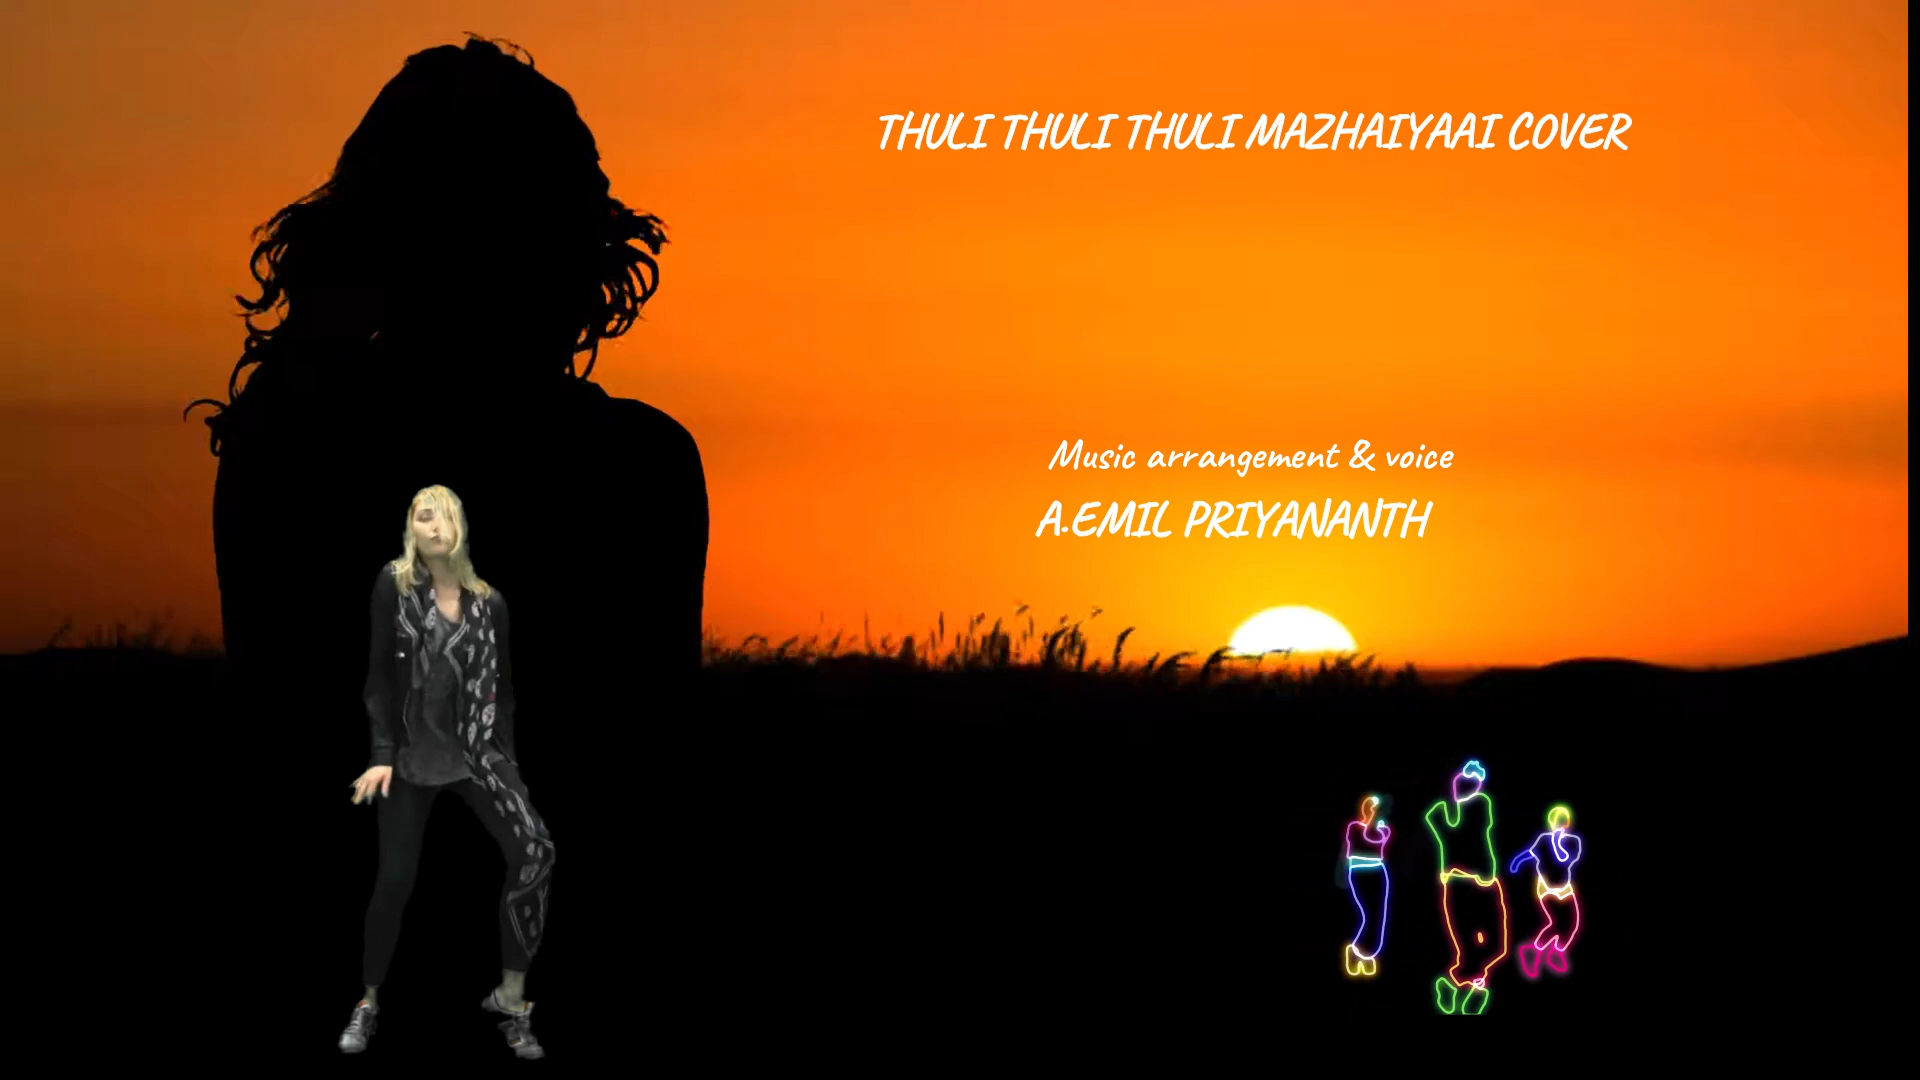 THULI THULI THULI MAZHAIYAAI COVER
Music arrangement & voice
A.EMIL PRIYANANTH